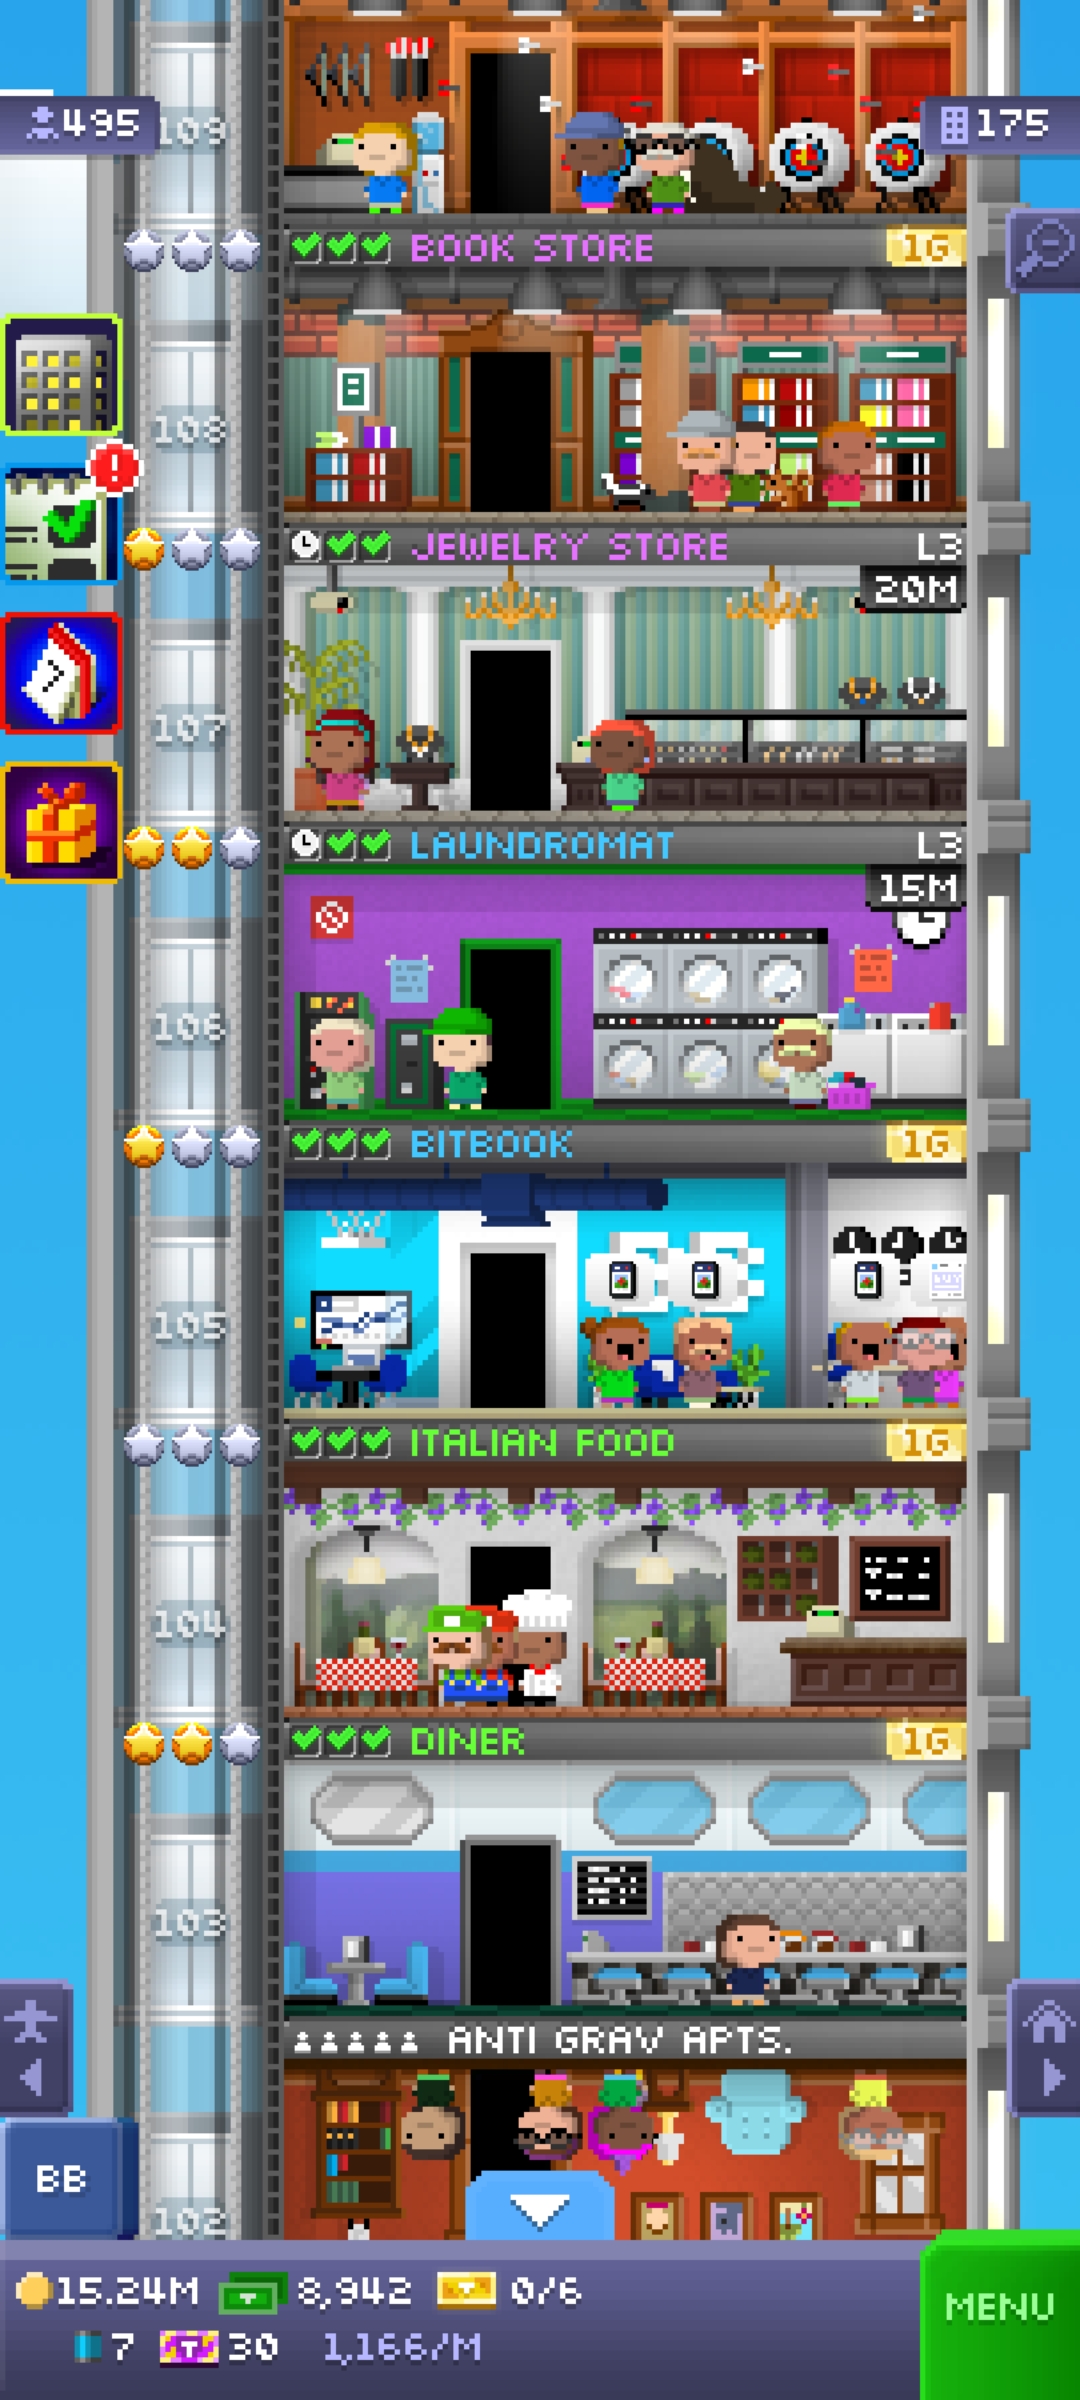 495
109
175
BOOK STORE
1G
108
JEWELRY STORE
L3
20M
107
LAUNDROMAT
L3
15M
106
BITBOOK
1G
105
ITALIAN FOOD
1G
104
DINER
1G
103
ANTI GRAV APTS.
BB
102
15.24M
8,942
0/6
MENU
7
30
1,166/M